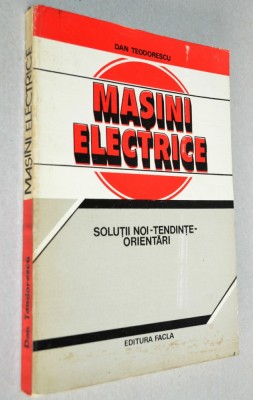 DAN TEODORESCU
MAȘINI
ELECTRICE
SOLUȚII NOI-TENDINȚE-
ORIENTĂRI
EDITURA FACLA
Dan Teodorescu
MAȘINI ELECTRICE